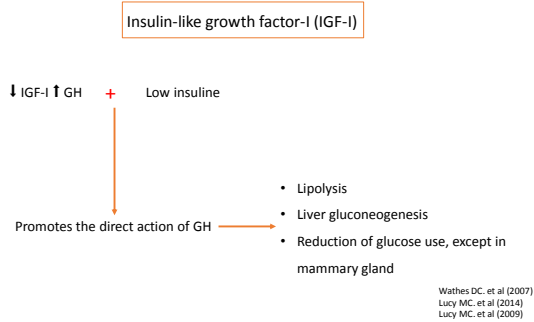 Insulin-like growth factor-I (IGF-I)
⬇ IGF-I ⬆ GH + Low insuline
Promotes the direct action of GH
• Lipolysis
• Liver gluconeogenesis
• Reduction of glucose use, except in
mammary gland
Wathes DC. et al (2007)
Lucy MC. et al (2014)
Lucy MC. et al (2009)